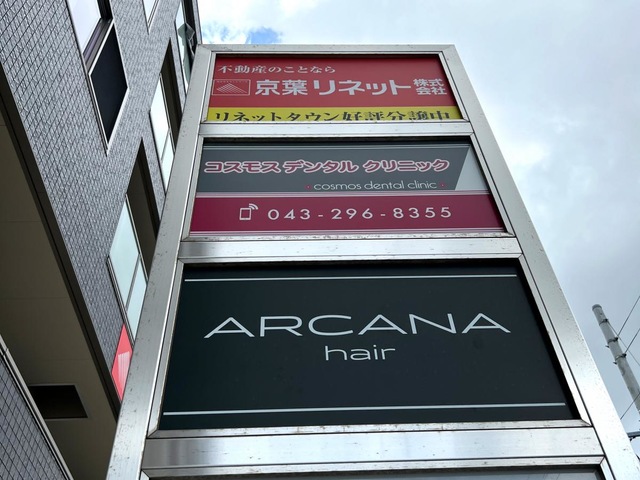 不動産のことなら
京葉リネット 株式会社
リネットタウン好評分譲中
コスモス デンタル クリニック
cosmos dental clinic
043-296-8355
ARCANA
hair